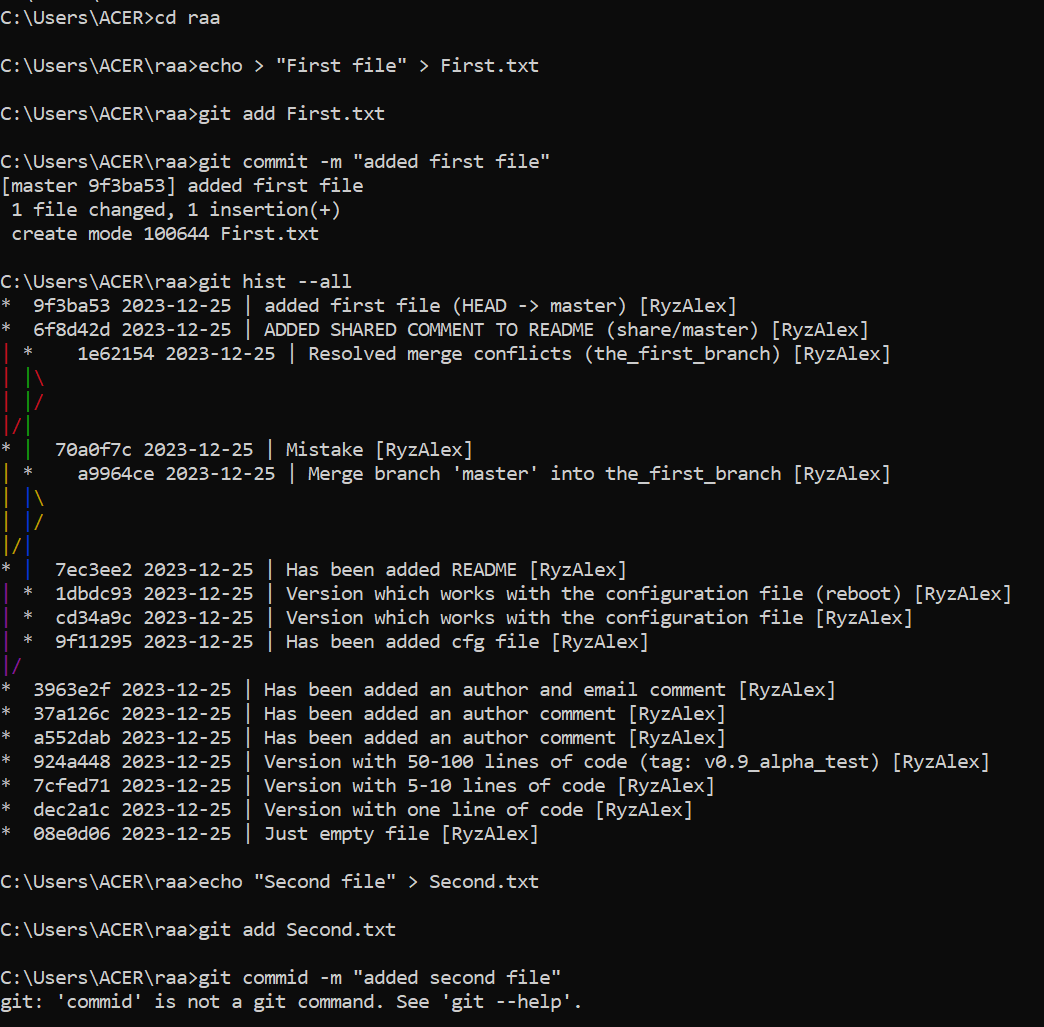 C:\Users\ACER>cd raa
C:\Users\ACER\raa>echo > "First file" > First.txt
C:\Users\ACER\raa>git add First.txt
C:\Users\ACER\raa>git commit -m "added first file"
[master 9f3ba53] added first file
 1 file changed, 1 insertion(+)
 create mode 100644 First.txt
C:\Users\ACER\raa>git hist --all
*  9f3ba53 2023-12-25 | added first file (HEAD -> master) [RyzAlex]
*  6f8d42d 2023-12-25 | ADDED SHARED COMMENT TO README (share/master) [RyzAlex]
| *    1e62154 2023-12-25 | Resolved merge conflicts (the_first_branch) [RyzAlex]
| |\
| |/
|/|
* |  70a0f7c 2023-12-25 | Mistake [RyzAlex]
| *    a9964ce 2023-12-25 | Merge branch 'master' into the_first_branch [RyzAlex]
| |\
| |/
|/|
* |  7ec3ee2 2023-12-25 | Has been added README [RyzAlex]
| *  1dbdc93 2023-12-25 | Version which works with the configuration file (reboot) [RyzAlex]
| *  cd34a9c 2023-12-25 | Version which works with the configuration file [RyzAlex]
| *  9f11295 2023-12-25 | Has been added cfg file [RyzAlex]
|/
*  3963e2f 2023-12-25 | Has been added an author and email comment [RyzAlex]
*  37a126c 2023-12-25 | Has been added an author comment [RyzAlex]
*  a552dab 2023-12-25 | Has been added an author comment [RyzAlex]
*  924a448 2023-12-25 | Version with 50-100 lines of code (tag: v0.9_alpha_test) [RyzAlex]
*  7cfed71 2023-12-25 | Version with 5-10 lines of code [RyzAlex]
*  dec2a1c 2023-12-25 | Version with one line of code [RyzAlex]
*  08e0d06 2023-12-25 | Just empty file [RyzAlex]
C:\Users\ACER\raa>echo "Second file" > Second.txt
C:\Users\ACER\raa>git add Second.txt
C:\Users\ACER\raa>git commid -m "added second file"
git: 'commid' is not a git command. See 'git --help'.